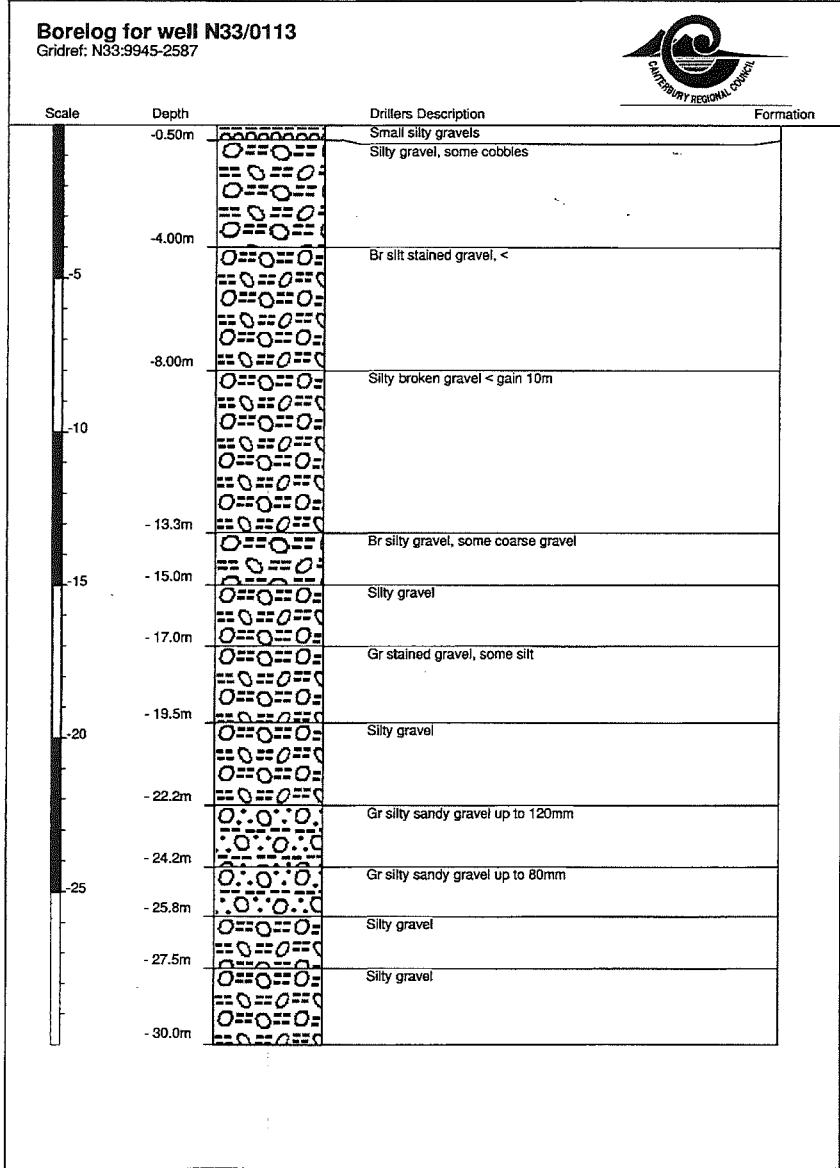 Borelog for well N33/0113
Gridref: N33:9945-2587
CANTERBURY REGIONAL COUNCIL
Scale Depth Drillers Description Formation
-0.50m Small silty gravels
Silty gravel, some cobbles
-4.00m
Br silt stained gravel, <
-5
-8.00m
Silty broken gravel < gain 10m
-10
- 13.3m
Br silty gravel, some coarse gravel
-15 - 15.0m
Silty gravel
- 17.0m
Gr stained gravel, some silt
- 19.5m
-20 Silty gravel
- 22.2m
Gr silty sandy gravel up to 120mm
- 24.2m
Gr silty sandy gravel up to 80mm
-25
- 25.8m
Silty gravel
- 27.5m
Silty gravel
- 30.0m